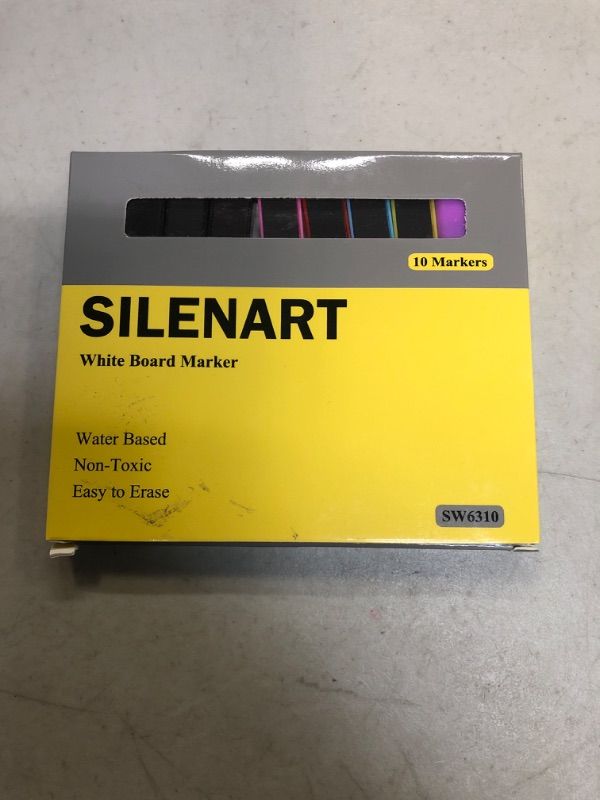 10 Markers
SILENART
White Board Marker
Water Based
Non-Toxic
Easy to Erase
SW6310